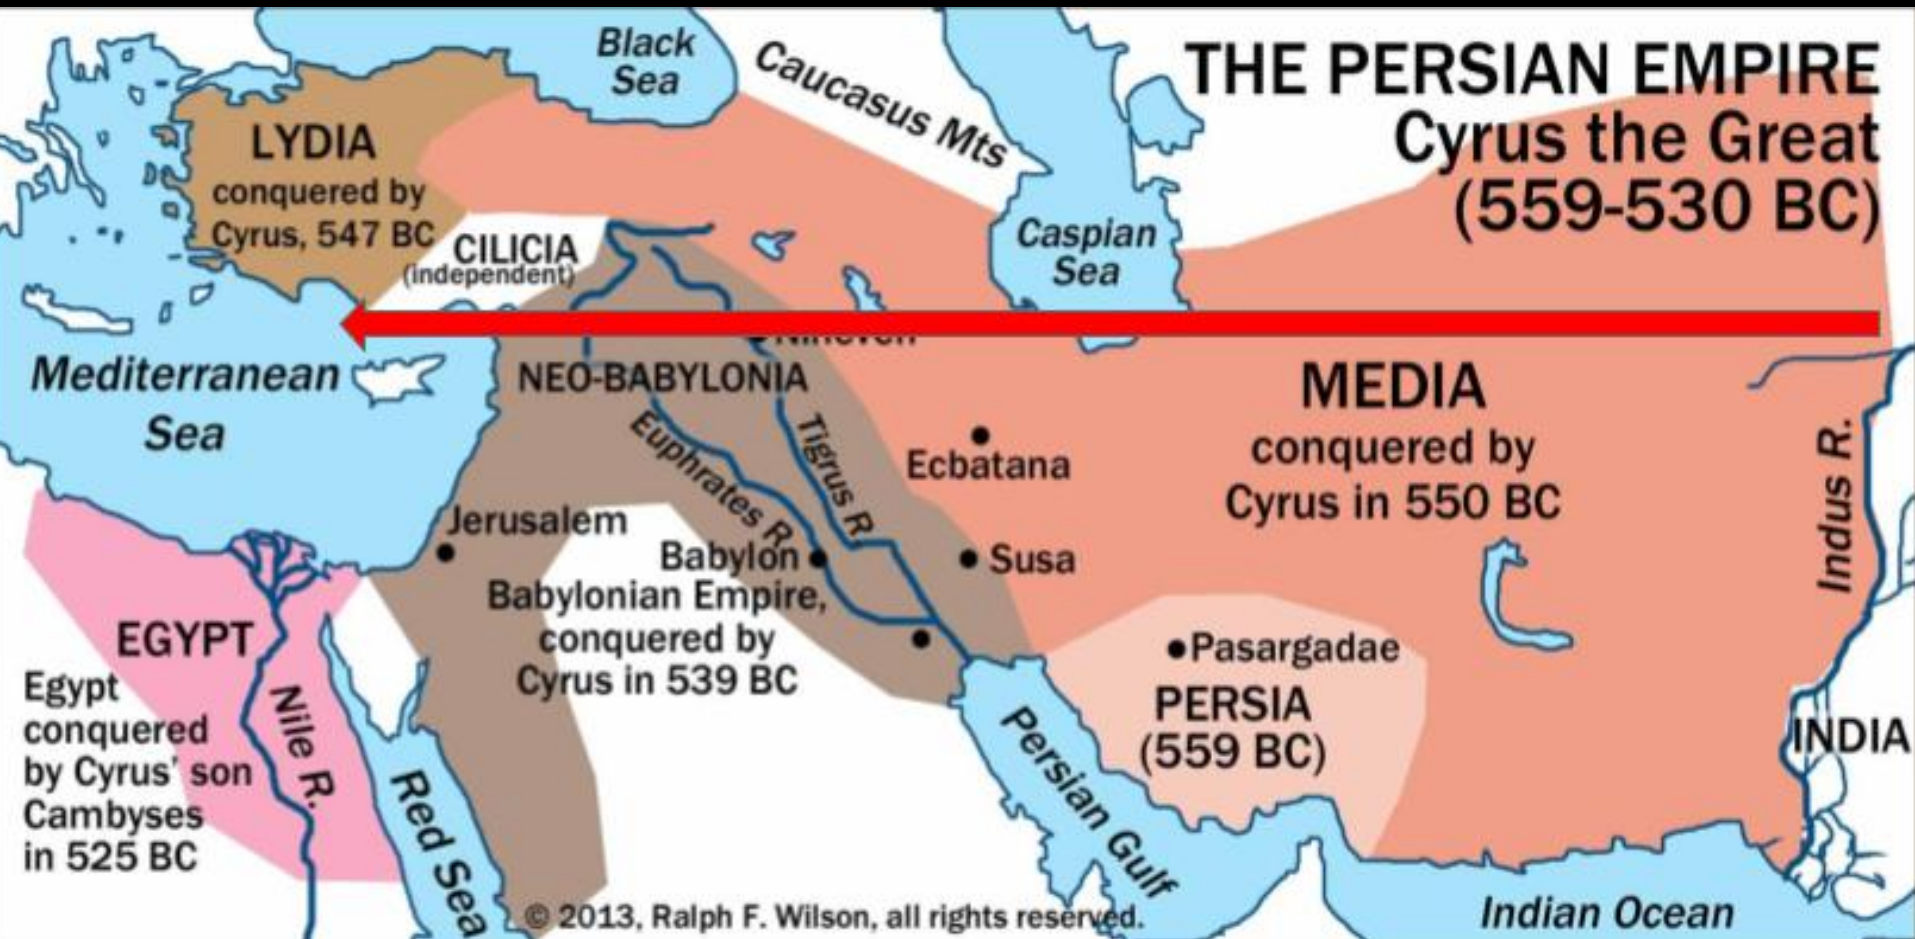 THE PERSIAN EMPIRE
Cyrus the Great
(559-530 BC)
Black
Sea
Caucasus Mts
LYDIA
conquered by
Cyrus, 547 BC
CILICIA
(independent)
Caspian
Sea
Mediterranean
Sea
Nineveh
NEO-BABYLONIA
MEDIA
conquered by
Cyrus in 550 BC
Euphrates R.
Tigrus R.
Ecbatana
Indus R.
Jerusalem
Babylon
Susa
Babylonian Empire,
conquered by
Cyrus in 539 BC
EGYPT
Egypt
conquered
by Cyrus' son
Cambyses
in 525 BC
Nile R.
Red Sea
Pasargadae
PERSIA
(559 BC)
Persian Gulf
INDIA
Indian Ocean
© 2013, Ralph F. Wilson, all rights reserved.